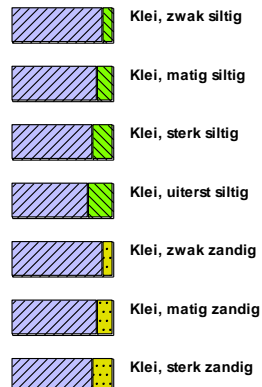 Klei, zwak siltig
Klei, matig siltig
Klei, sterk siltig
Klei, uiterst siltig
Klei, zwak zandig
Klei, matig zandig
Klei, sterk zandig